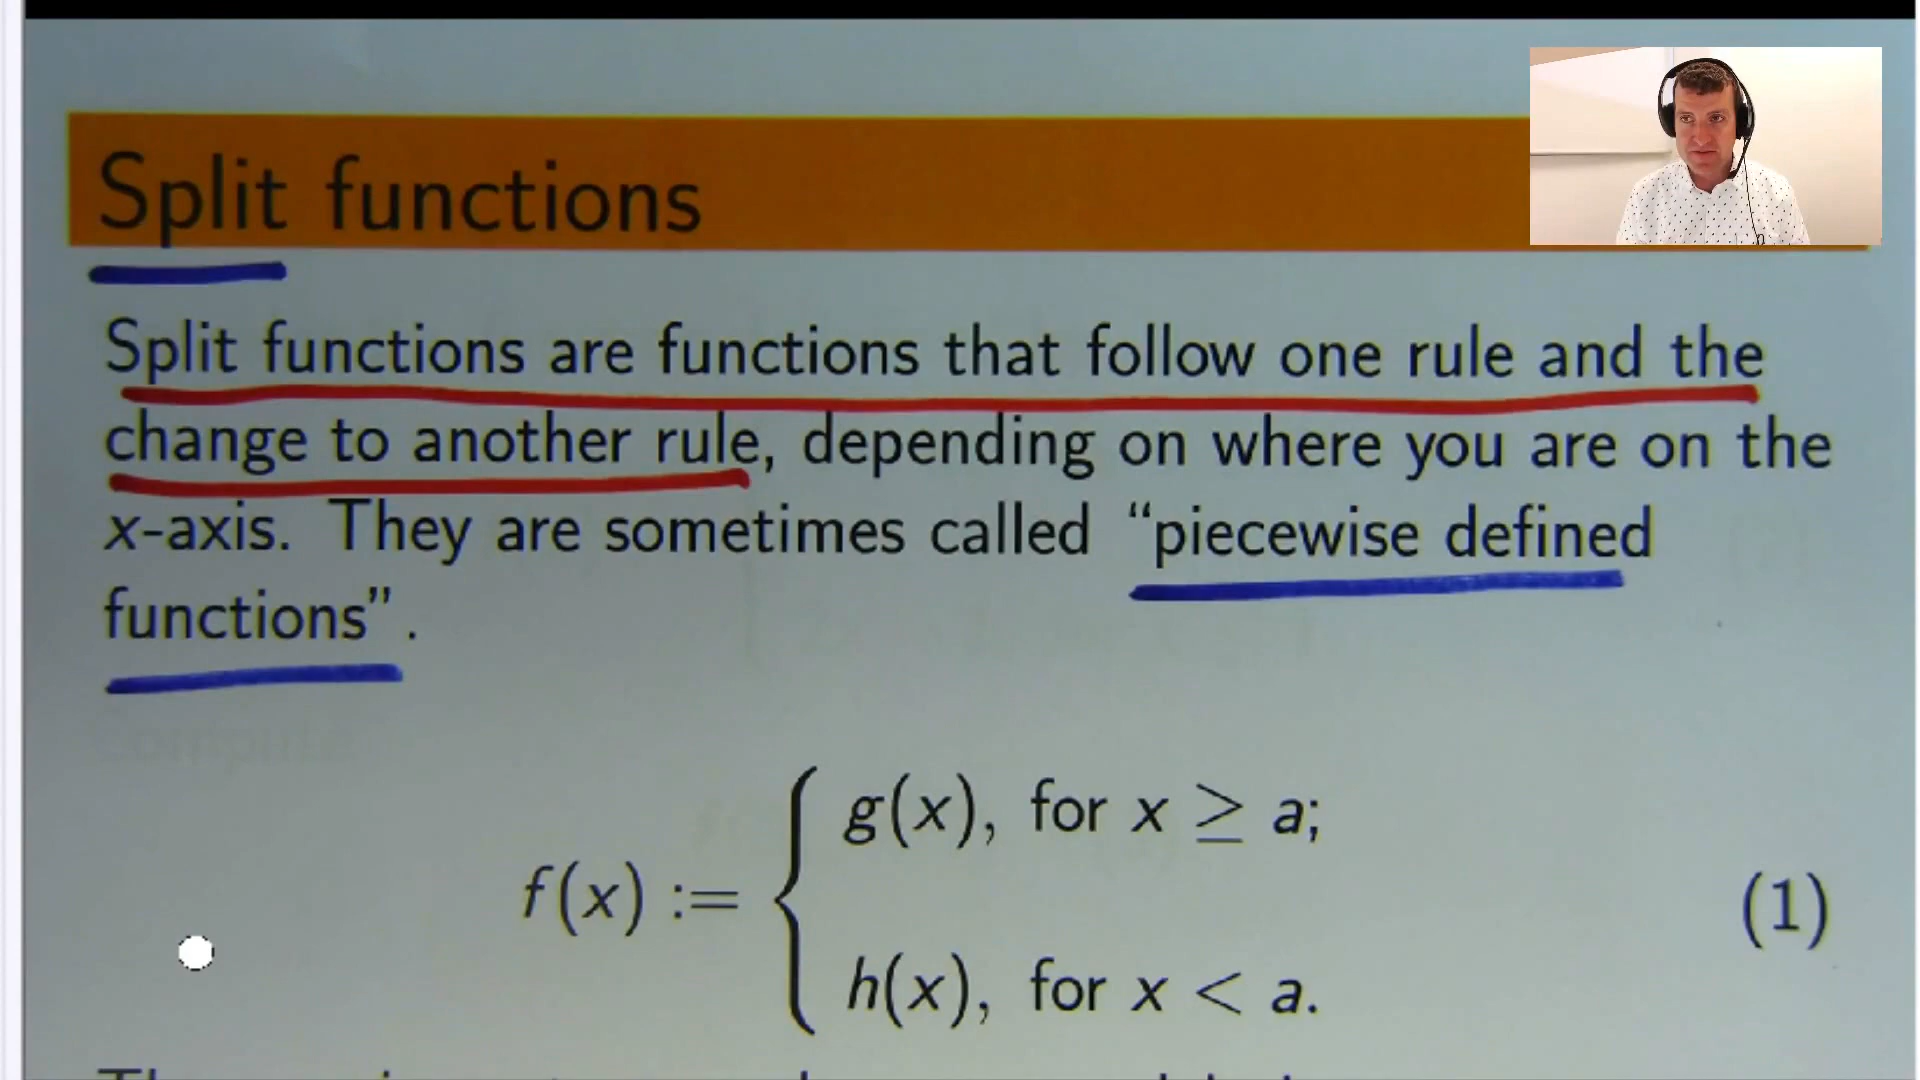 Split functions
Split functions are functions that follow one rule and the
change to another rule, depending on where you are on the
x-axis. They are sometimes called “piecewise defined
functions”.
g(x), for x ≥ a;
f(x) := {
(1)
h(x), for x < a.